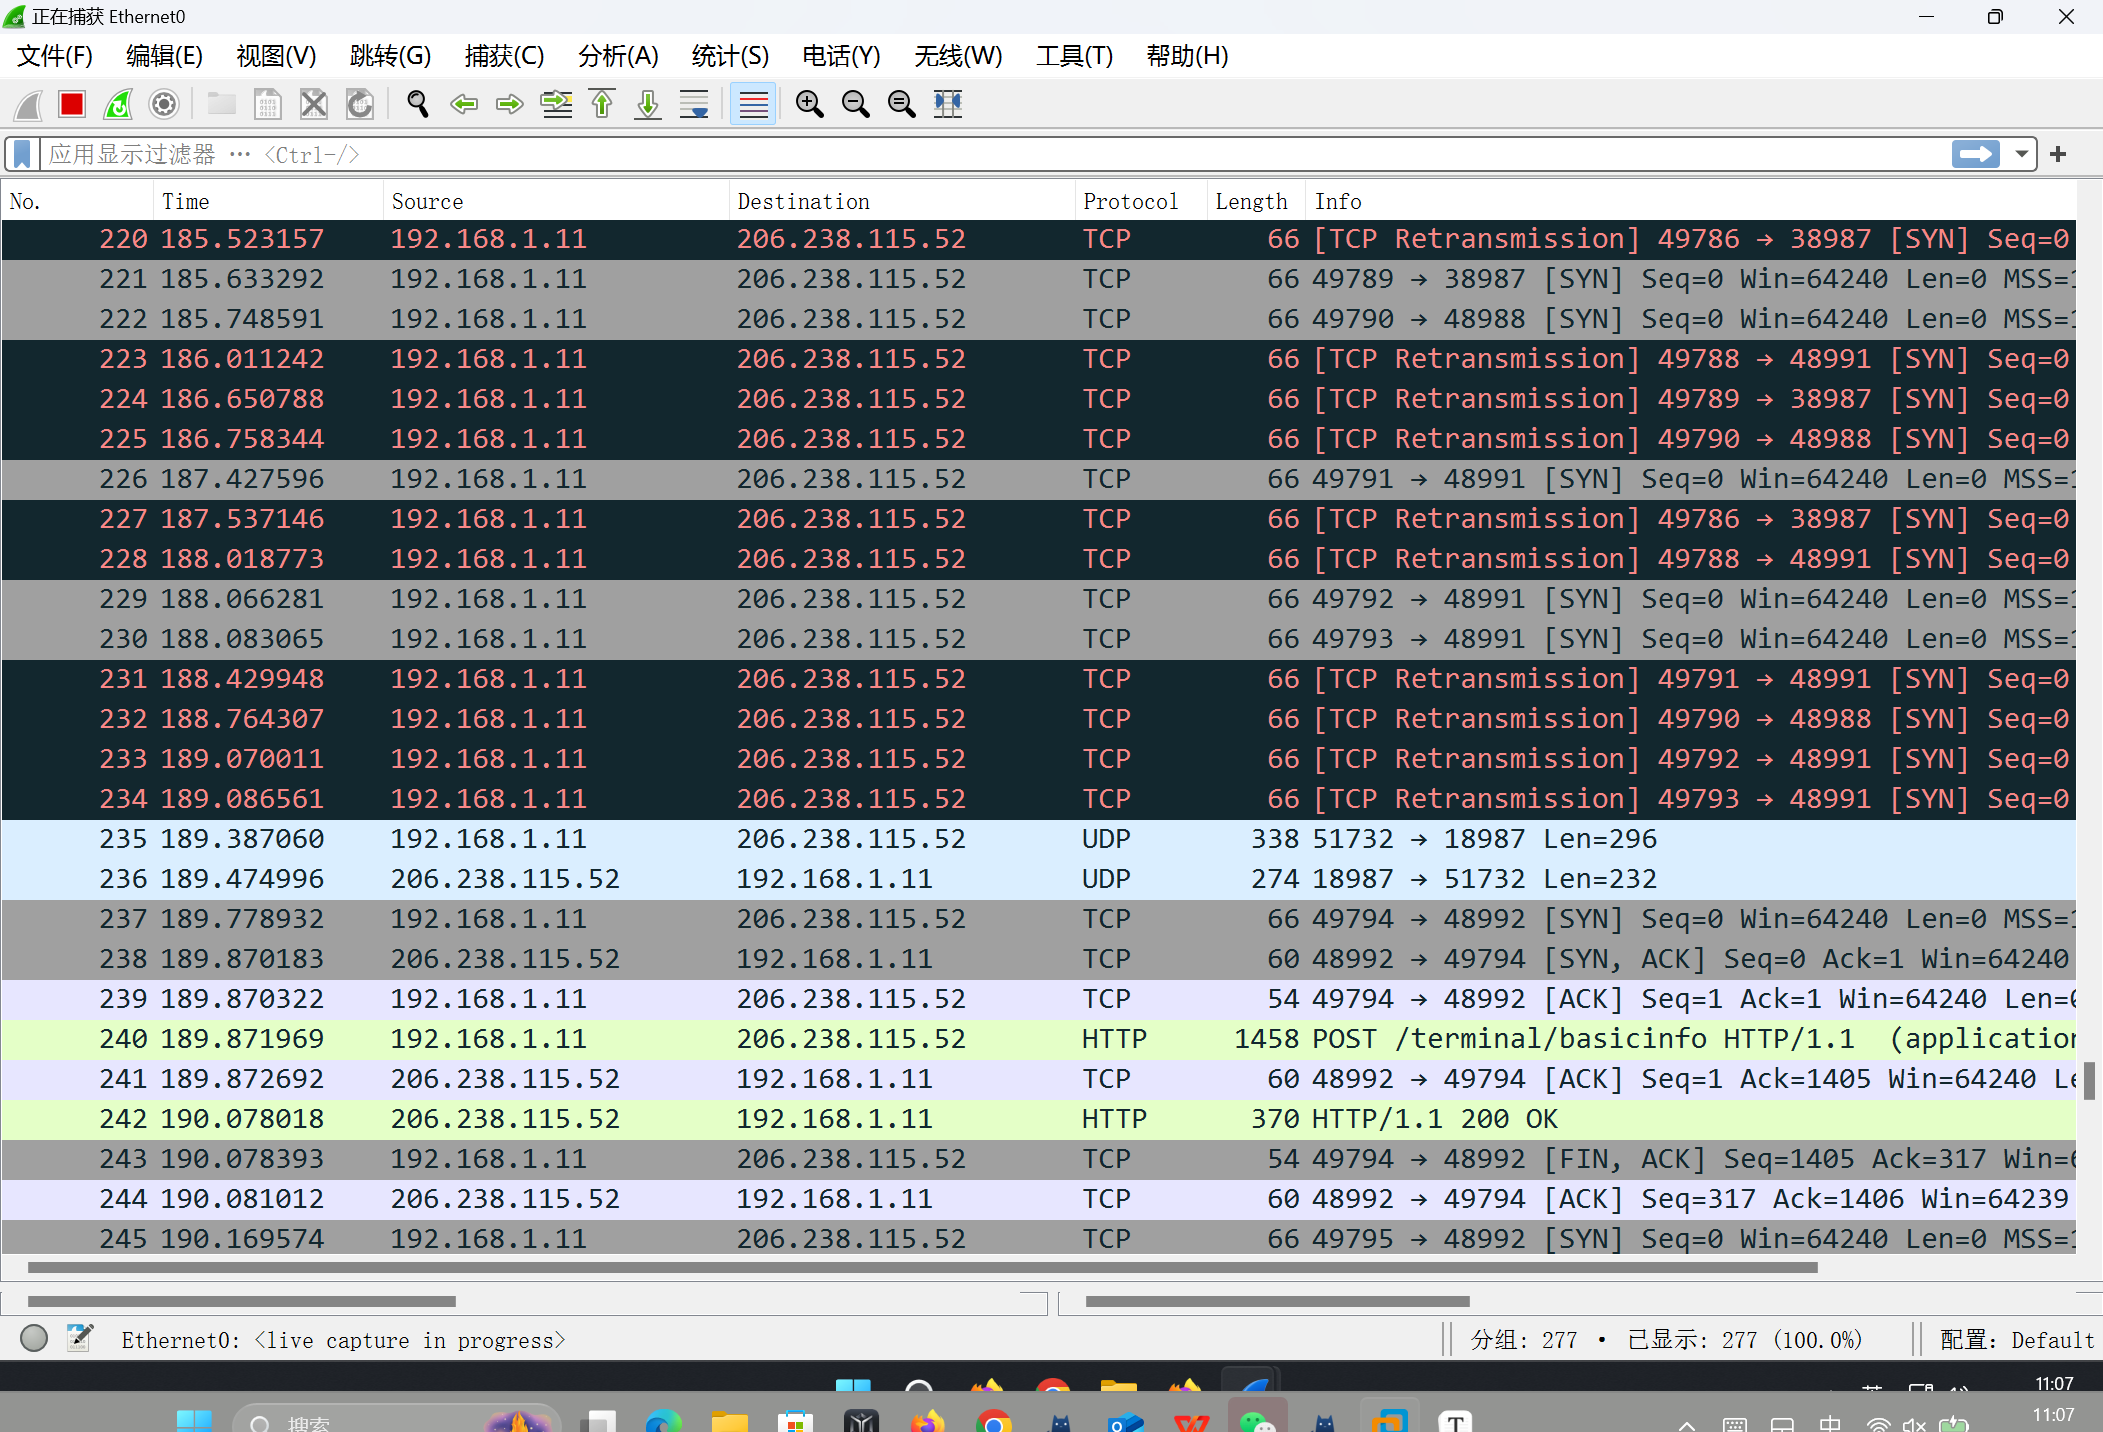 正在捕获 Ethernet0
文件(F) 编辑(E) 视图(V) 跳转(G) 捕获(C) 分析(A) 统计(S) 电话(Y) 无线(W) 工具(T) 帮助(H)
应用显示过滤器 … <Ctrl-/>
No. Time Source Destination Protocol Length Info
220 185.523157 192.168.1.11 206.238.115.52 TCP 66 [TCP Retransmission] 49786 → 38987 [SYN] Seq=0
221 185.633292 192.168.1.11 206.238.115.52 TCP 66 49789 → 38987 [SYN] Seq=0 Win=64240 Len=0 MSS=
222 185.748591 192.168.1.11 206.238.115.52 TCP 66 49790 → 48988 [SYN] Seq=0 Win=64240 Len=0 MSS=
223 186.011242 192.168.1.11 206.238.115.52 TCP 66 [TCP Retransmission] 49788 → 48991 [SYN] Seq=0
224 186.650788 192.168.1.11 206.238.115.52 TCP 66 [TCP Retransmission] 49789 → 38987 [SYN] Seq=0
225 186.758344 192.168.1.11 206.238.115.52 TCP 66 [TCP Retransmission] 49790 → 48988 [SYN] Seq=0
226 187.427596 192.168.1.11 206.238.115.52 TCP 66 49791 → 48991 [SYN] Seq=0 Win=64240 Len=0 MSS=
227 187.537146 192.168.1.11 206.238.115.52 TCP 66 [TCP Retransmission] 49786 → 38987 [SYN] Seq=0
228 188.018773 192.168.1.11 206.238.115.52 TCP 66 [TCP Retransmission] 49788 → 48991 [SYN] Seq=0
229 188.066281 192.168.1.11 206.238.115.52 TCP 66 49792 → 48991 [SYN] Seq=0 Win=64240 Len=0 MSS=
230 188.083065 192.168.1.11 206.238.115.52 TCP 66 49793 → 48991 [SYN] Seq=0 Win=64240 Len=0 MSS=
231 188.429948 192.168.1.11 206.238.115.52 TCP 66 [TCP Retransmission] 49791 → 48991 [SYN] Seq=0
232 188.764307 192.168.1.11 206.238.115.52 TCP 66 [TCP Retransmission] 49790 → 48988 [SYN] Seq=0
233 189.070011 192.168.1.11 206.238.115.52 TCP 66 [TCP Retransmission] 49792 → 48991 [SYN] Seq=0
234 189.086561 192.168.1.11 206.238.115.52 TCP 66 [TCP Retransmission] 49793 → 48991 [SYN] Seq=0
235 189.387060 192.168.1.11 206.238.115.52 UDP 338 51732 → 18987 Len=296
236 189.474996 206.238.115.52 192.168.1.11 UDP 274 18987 → 51732 Len=232
237 189.778932 192.168.1.11 206.238.115.52 TCP 66 49794 → 48992 [SYN] Seq=0 Win=64240 Len=0 MSS=
238 189.870183 206.238.115.52 192.168.1.11 TCP 60 48992 → 49794 [SYN, ACK] Seq=0 Ack=1 Win=64240
239 189.870322 192.168.1.11 206.238.115.52 TCP 54 49794 → 48992 [ACK] Seq=1 Ack=1 Win=64240 Len=
240 189.871969 192.168.1.11 206.238.115.52 HTTP 1458 POST /terminal/basicinfo HTTP/1.1 (application
241 189.872692 206.238.115.52 192.168.1.11 TCP 60 48992 → 49794 [ACK] Seq=1 Ack=1405 Win=64240 Le
242 190.078018 206.238.115.52 192.168.1.11 HTTP 370 HTTP/1.1 200 OK
243 190.078393 192.168.1.11 206.238.115.52 TCP 54 49794 → 48992 [FIN, ACK] Seq=1405 Ack=317 Win=
244 190.081012 206.238.115.52 192.168.1.11 TCP 60 48992 → 49794 [ACK] Seq=317 Ack=1406 Win=64239
245 190.169574 192.168.1.11 206.238.115.52 TCP 66 49795 → 48992 [SYN] Seq=0 Win=64240 Len=0 MSS=
Ethernet0: <live capture in progress> 分组: 277 · 已显示: 277 (100.0%) 配置: Default
11:07
搜索 中 11:07